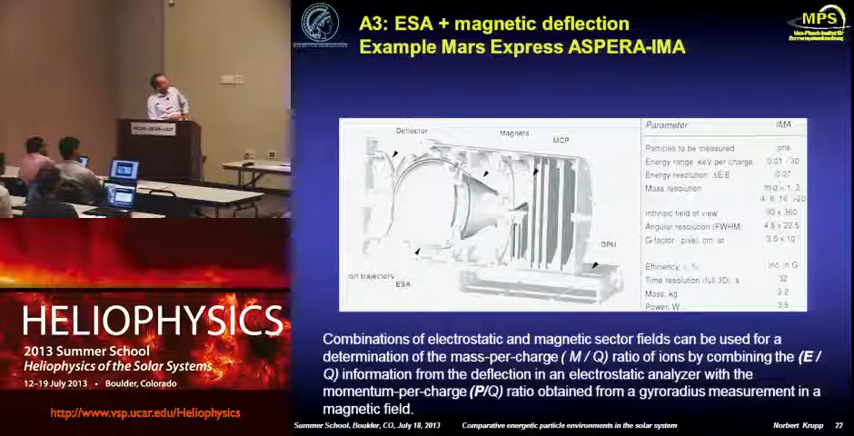 A3: ESA + magnetic deflection
Example Mars Express ASPERA-IMA
MPS
Deflector
Magnets
MCP
DPU
Ion trajectory
ESA
Parameter IMA
Particles to be measured ions
Energy range, keV per charge 0.01 - 30
Energy resolution, ΔE/E 0.07
Mass resolution m/q = 1, 2,
4, 8, 16, >20
Intrinsic field of view 90 x 360
Angular resolution (FWHM) 4.5 x 22.5
G-factor / pixel, cm² sr
Efficiency, ε, % Inc. in G
Time resolution (full 3D), s 32
Mass, kg 2.2
Power, W 3.5
Combinations of electrostatic and magnetic sector fields can be used for a
determination of the mass-per-charge ( M / Q) ratio of ions by combining the (E /
Q) information from the deflection in an electrostatic analyzer with the
momentum-per-charge (P/Q) ratio obtained from a gyroradius measurement in a
magnetic field.
Summer School, Boulder, CO, July 18, 2013 Comparative energetic particle environments in the solar system Norbert Krupp 22
HELIOPHYSICS
2013 Summer School
Heliophysics of the Solar Systems
12–19 July 2013 • Boulder, Colorado
http://www.vsp.ucar.edu/Heliophysics